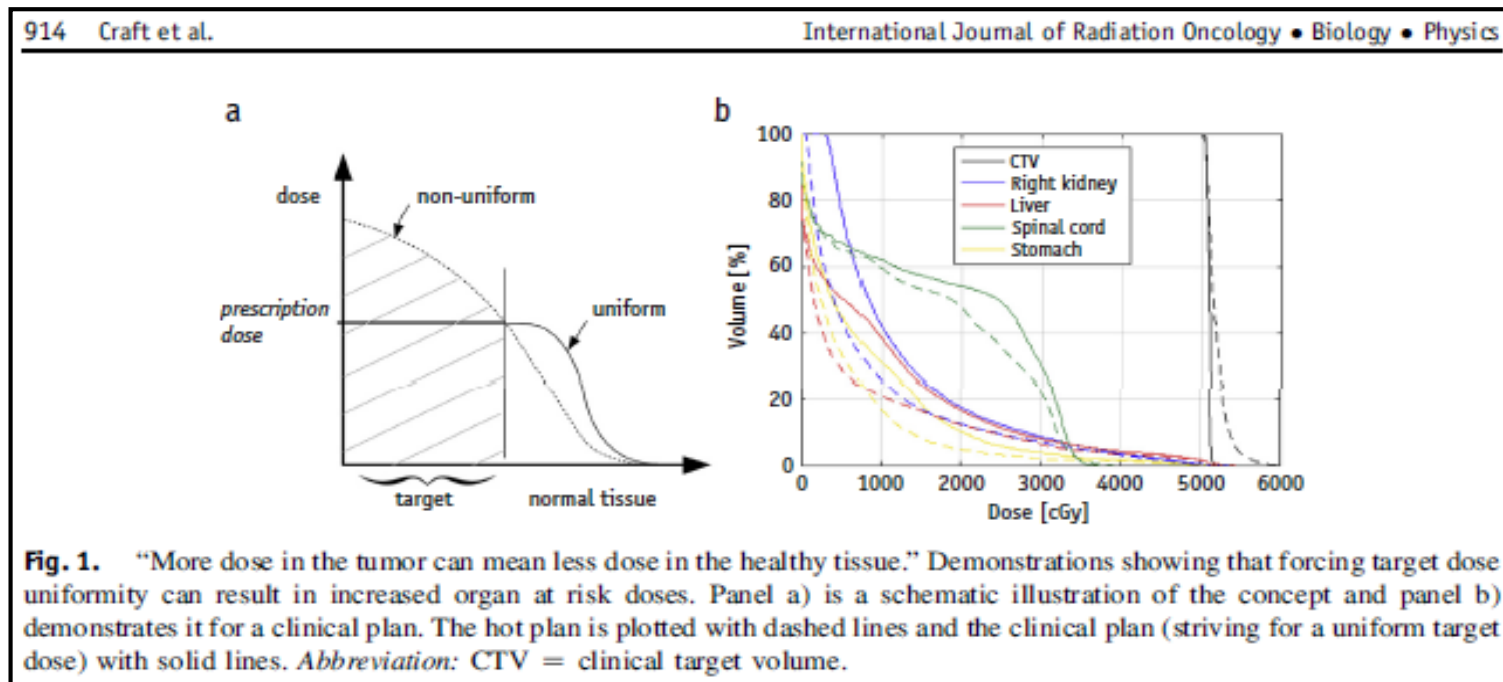 914 Craft et al.
International Journal of Radiation Oncology • Biology • Physics
a
dose
non-uniform
prescription
dose
uniform
target
normal tissue
b
100
80
60
40
20
0
Volume [%]
CTV
Right kidney
Liver
Spinal cord
Stomach
0 1000 2000 3000 4000 5000 6000
Dose [cGy]
Fig. 1. “More dose in the tumor can mean less dose in the healthy tissue.” Demonstrations showing that forcing target dose
uniformity can result in increased organ at risk doses. Panel a) is a schematic illustration of the concept and panel b)
demonstrates it for a clinical plan. The hot plan is plotted with dashed lines and the clinical plan (striving for a uniform target
dose) with solid lines. Abbreviation: CTV = clinical target volume.